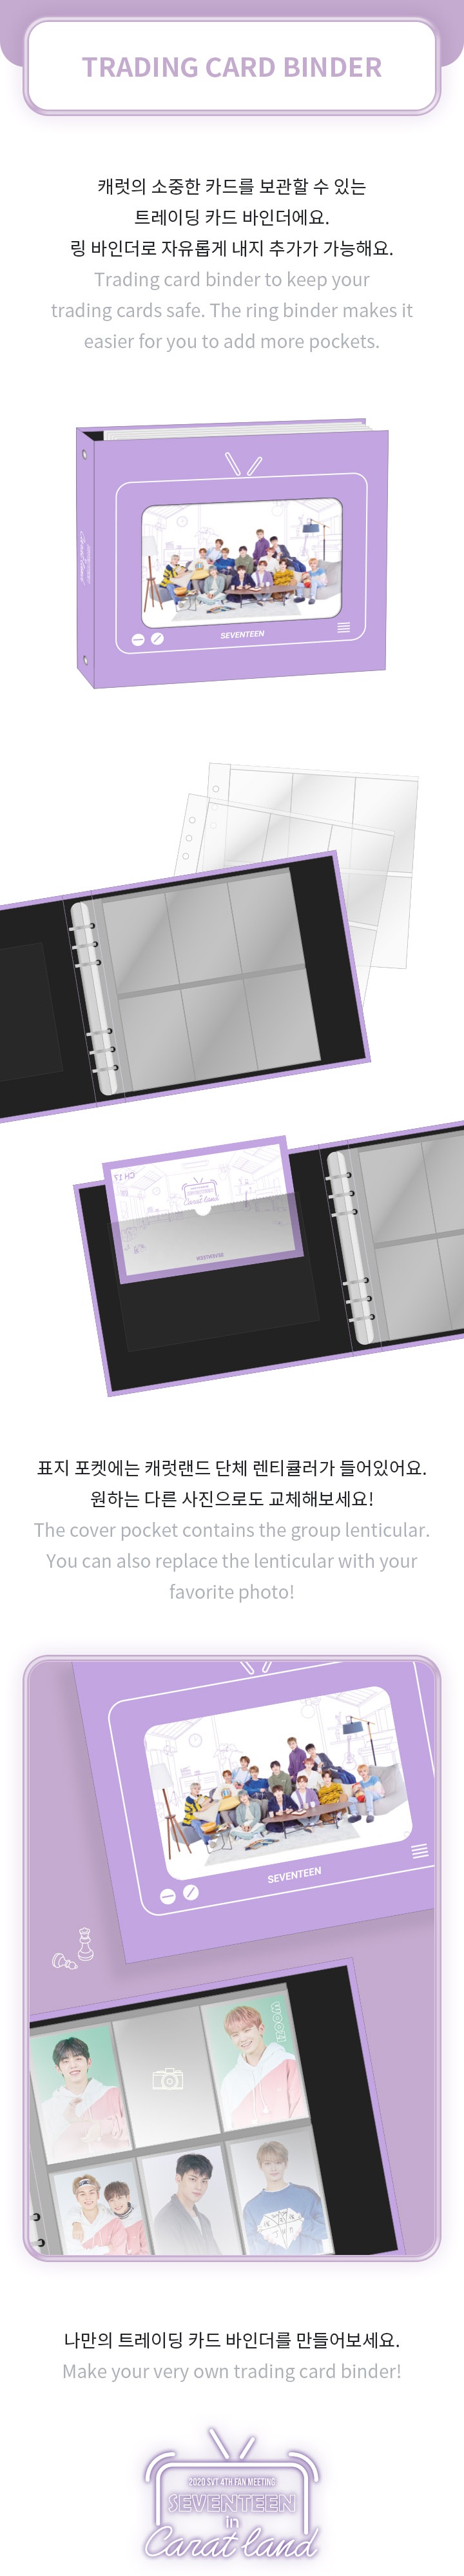 TRADING CARD BINDER
캐럿의 소중한 카드를 보관할 수 있는
트레이딩 카드 바인더에요.
링 바인더로 자유롭게 내지 추가가 가능해요.
Trading card binder to keep your
trading cards safe. The ring binder makes it
easier for you to add more pockets.
SEVENTEEN
표지 포켓에는 캐럿랜드 단체 렌티큘러가 들어있어요.
원하는 다른 사진으로도 교체해보세요!
The cover pocket contains the group lenticular.
You can also replace the lenticular with your
favorite photo!
SEVENTEEN
WOOZI
나만의 트레이딩 카드 바인더를 만들어보세요.
Make your very own trading card binder!
2020 SVT 4TH FAN MEETING
SEVENTEEN
in
Carat land